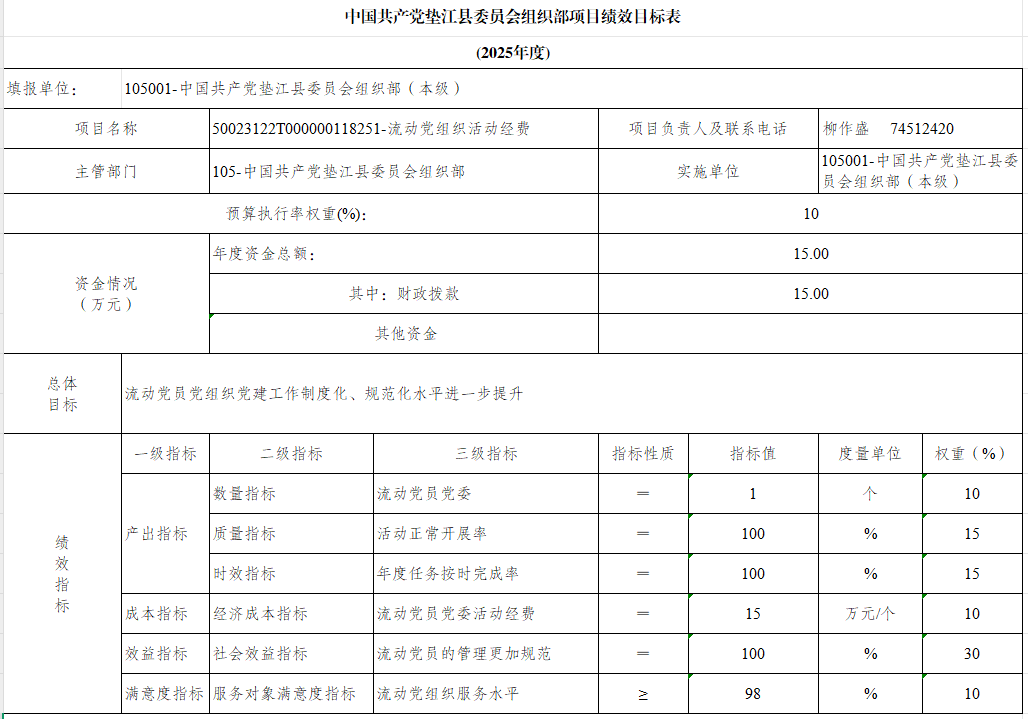 中国共产党垫江县委员会组织部项目绩效目标表
(2025年度)
填报单位： 105001-中国共产党垫江县委员会组织部（本级）
项目名称 50023122T000000118251-流动党组织活动经费 项目负责人及联系电话 柳作盛 74512420
主管部门 105-中国共产党垫江县委员会组织部 实施单位 105001-中国共产党垫江县委
员会组织部（本级）
预算执行率权重(%)： 10
资金情况
（万元）
年度资金总额： 15.00
其中：财政拨款 15.00
其他资金
总体
目标
流动党员党组织党建工作制度化、规范化水平进一步提升
绩
效
指
标
一级指标 二级指标 三级指标 指标性质 指标值 度量单位 权重（%）
产出指标 数量指标 流动党员党委 ＝ 1 个 10
质量指标 活动正常开展率 ＝ 100 % 15
时效指标 年度任务按时完成率 ＝ 100 % 15
成本指标 经济成本指标 流动党员党委活动经费 ＝ 15 万元/个 10
效益指标 社会效益指标 流动党员的管理更加规范 ＝ 100 % 30
满意度指标 服务对象满意度指标 流动党组织服务水平 ≥ 98 % 10